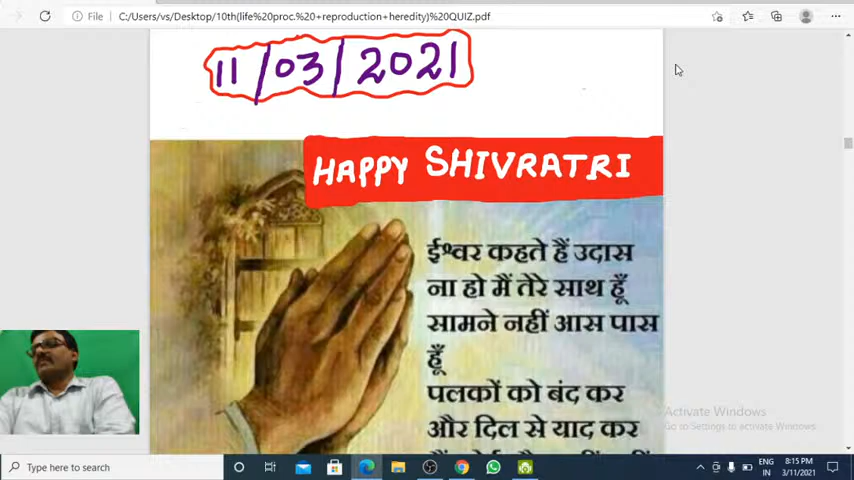 File
C:/Users/vs/Desktop/10th(life%20proc.%20+reproduction+heredity)%20QUIZ.pdf
11/03/2021
HAPPY SHIVRATRI
ईश्वर कहते हैं उदास
ना हो मैं तेरे साथ हूँ
सामने नहीं आस पास
हूँ
पलकों को बंद कर
और दिल से याद कर
Activate Windows
Go to Settings to activate Windows.
Type here to search
ENG
IN
8:15 PM
3/11/2021